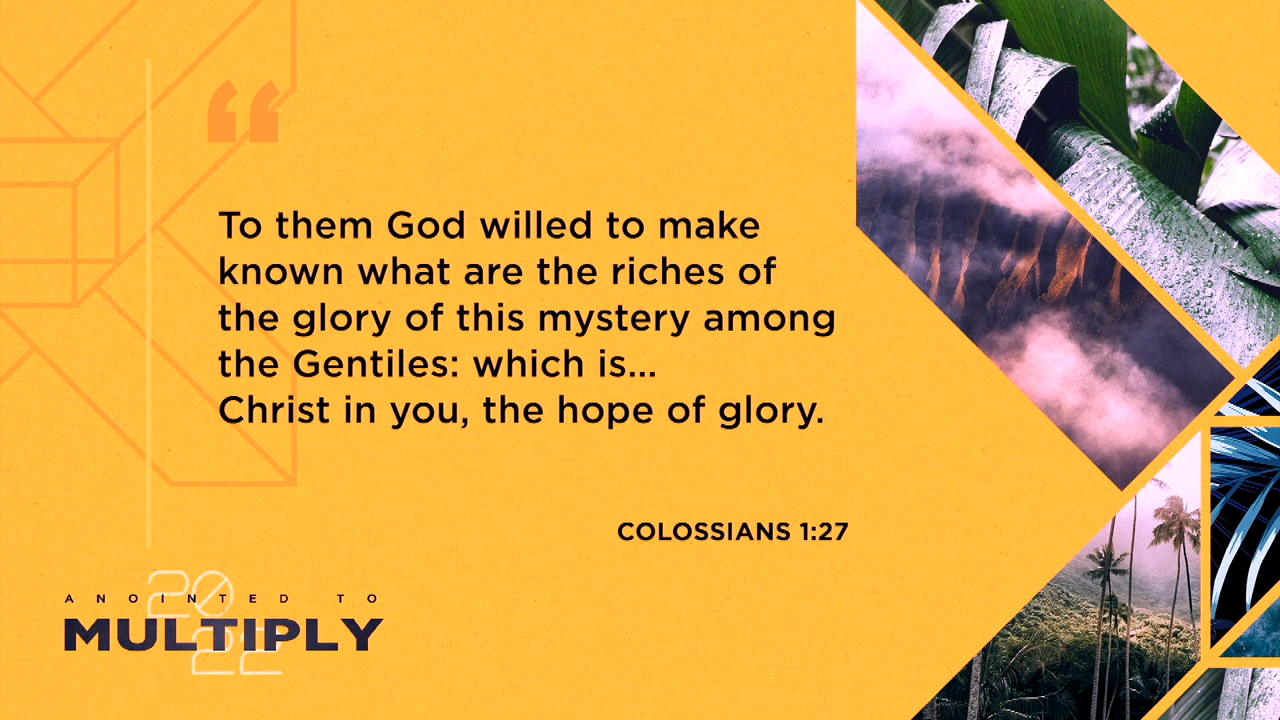 “
To them God willed to make
known what are the riches of
the glory of this mystery among
the Gentiles: which is...
Christ in you, the hope of glory.
COLOSSIANS 1:27
2022
ANOINTED TO
MULTIPLY